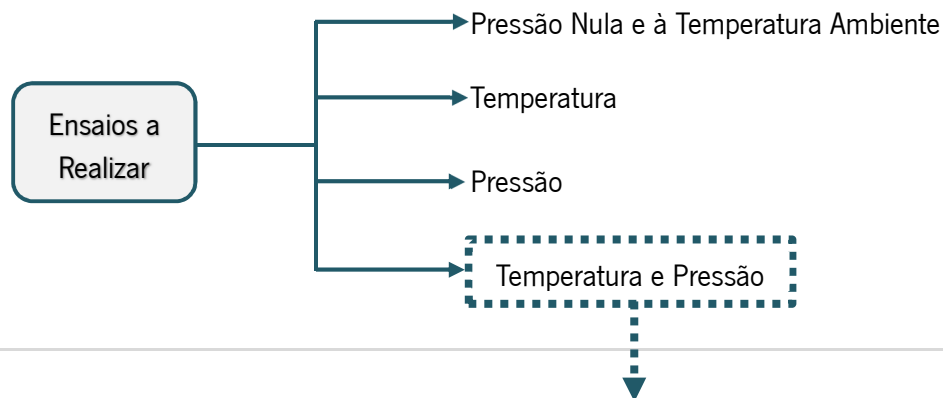 Pressão Nula e à Temperatura Ambiente
Temperatura
Ensaios a
Realizar
Pressão
Temperatura e Pressão